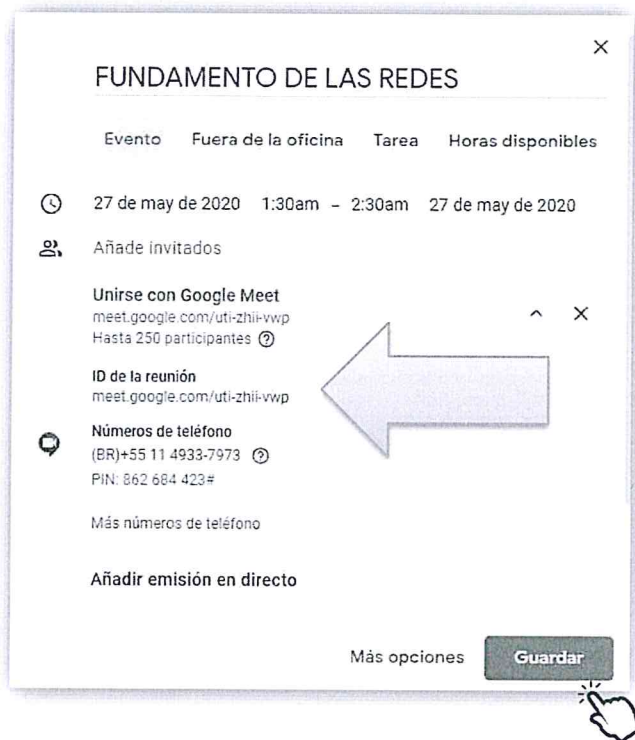 FUNDAMENTO DE LAS REDES
Evento Fuera de la oficina Tarea Horas disponibles
27 de may de 2020 1:30am – 2:30am 27 de may de 2020
Añade invitados
Unirse con Google Meet
meet.google.com/uti-zhii-vwp
Hasta 250 participantes
ID de la reunión
meet.google.com/uti-zhii-vwp
Números de teléfono
(BR)+55 11 4933-7973
PIN: 862 684 423#
Más números de teléfono
Añadir emisión en directo
Más opciones Guardar